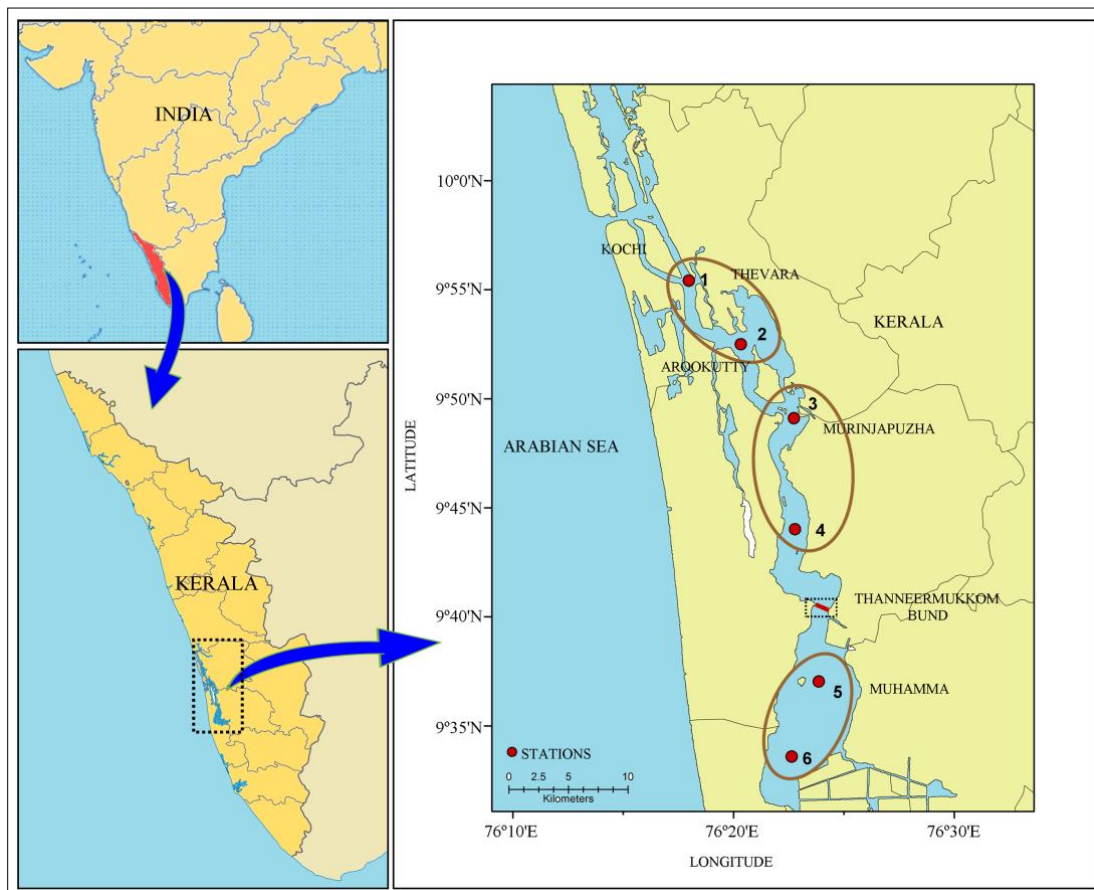 INDIA
KERALA
LATITUDE
10°0'N
9°55'N
9°50'N
9°45'N
9°40'N
9°35'N
KOCHI
1
THEVARA
2
KERALA
AROOKUTTY
3
MURINJAPUZHA
ARABIAN SEA
4
THANNEERMUKKOM
BUND
MUHAMMA
5
6
STATIONS
0 2.5 5 10
Kilometers
76°10'E 76°20'E 76°30'E
LONGITUDE